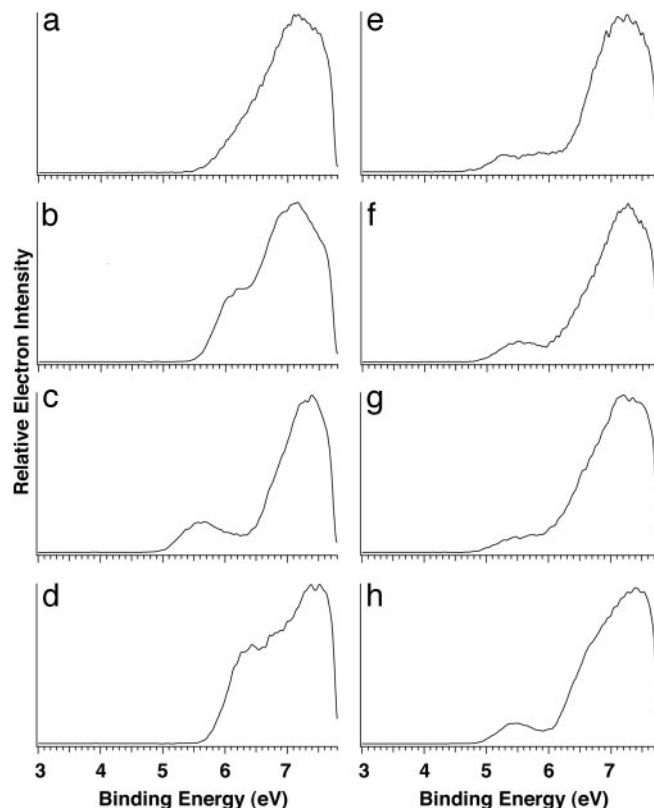 a
b
c
d
e
f
g
h
Relative Electron Intensity
3 4 5 6 7
3 4 5 6 7
Binding Energy (eV)
Binding Energy (eV)